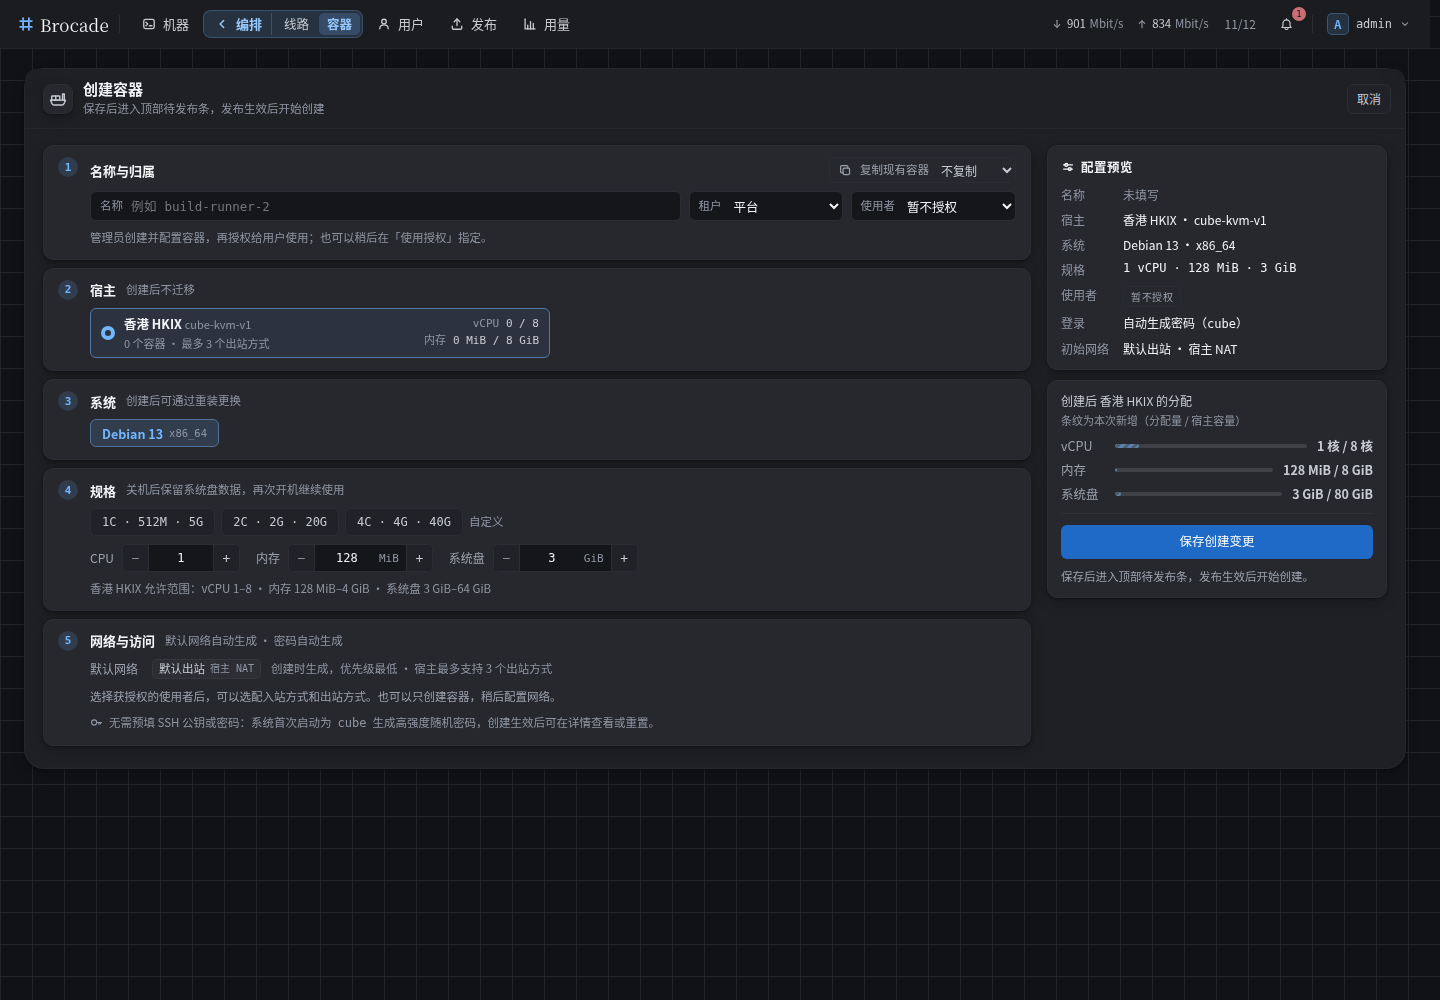 Brocade
机器
编排
线路
容器
用户
发布
用量
901 Mbit/s
834 Mbit/s
11/12
1
A admin
创建容器
保存后进入顶部待发布条，发布生效后开始创建
取消
1 名称与归属
复制现有容器 不复制
名称 例如 build-runner-2
租户 平台
使用者 暂不授权
管理员创建并配置容器，再授权给用户使用；也可以稍后在「使用授权」指定。
2 宿主 创建后不迁移
香港 HKIX cube-kvm-v1
vCPU 0 / 8
0 个容器 · 最多 3 个出站方式
内存 0 MiB / 8 GiB
3 系统 创建后可通过重装更换
Debian 13 x86_64
4 规格 关机后保留系统盘数据，再次开机继续使用
1C · 512M · 5G
2C · 2G · 20G
4C · 4G · 40G
自定义
CPU − 1 +
内存 − 128 MiB +
系统盘 − 3 GiB +
香港 HKIX 允许范围：vCPU 1–8 · 内存 128 MiB–4 GiB · 系统盘 3 GiB–64 GiB
5 网络与访问 默认网络自动生成 · 密码自动生成
默认网络 默认出站 宿主 NAT 创建时生成，优先级最低 · 宿主最多支持 3 个出站方式
选择获授权的使用者后，可以选配入站方式和出站方式。也可以只创建容器，稍后配置网络。
无需预填 SSH 公钥或密码：系统首次启动为 cube 生成高强度随机密码，创建生效后可在详情查看或重置。
配置预览
名称 未填写
宿主 香港 HKIX · cube-kvm-v1
系统 Debian 13 · x86_64
规格 1 vCPU · 128 MiB · 3 GiB
使用者 暂不授权
登录 自动生成密码（cube）
初始网络 默认出站 · 宿主 NAT
创建后 香港 HKIX 的分配
条纹为本次新增（分配量 / 宿主容量）
vCPU 1 核 / 8 核
内存 128 MiB / 8 GiB
系统盘 3 GiB / 80 GiB
保存创建变更
保存后进入顶部待发布条，发布生效后开始创建。